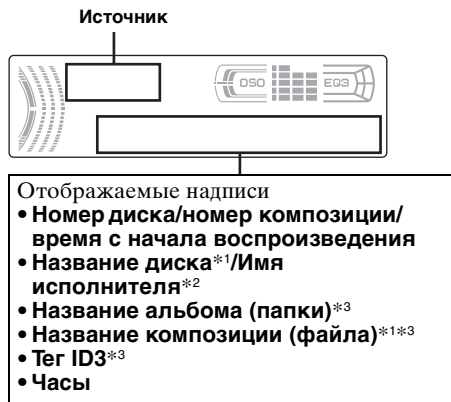 Источник
DSO EQ3
Отображаемые надписи
• Номер диска/номер композиции/
время с начала воспроизведения
• Название диска*1/Имя
исполнителя*2
• Название альбома (папки)*3
• Название композиции (файла)*1*3
• Тег ID3*3
• Часы